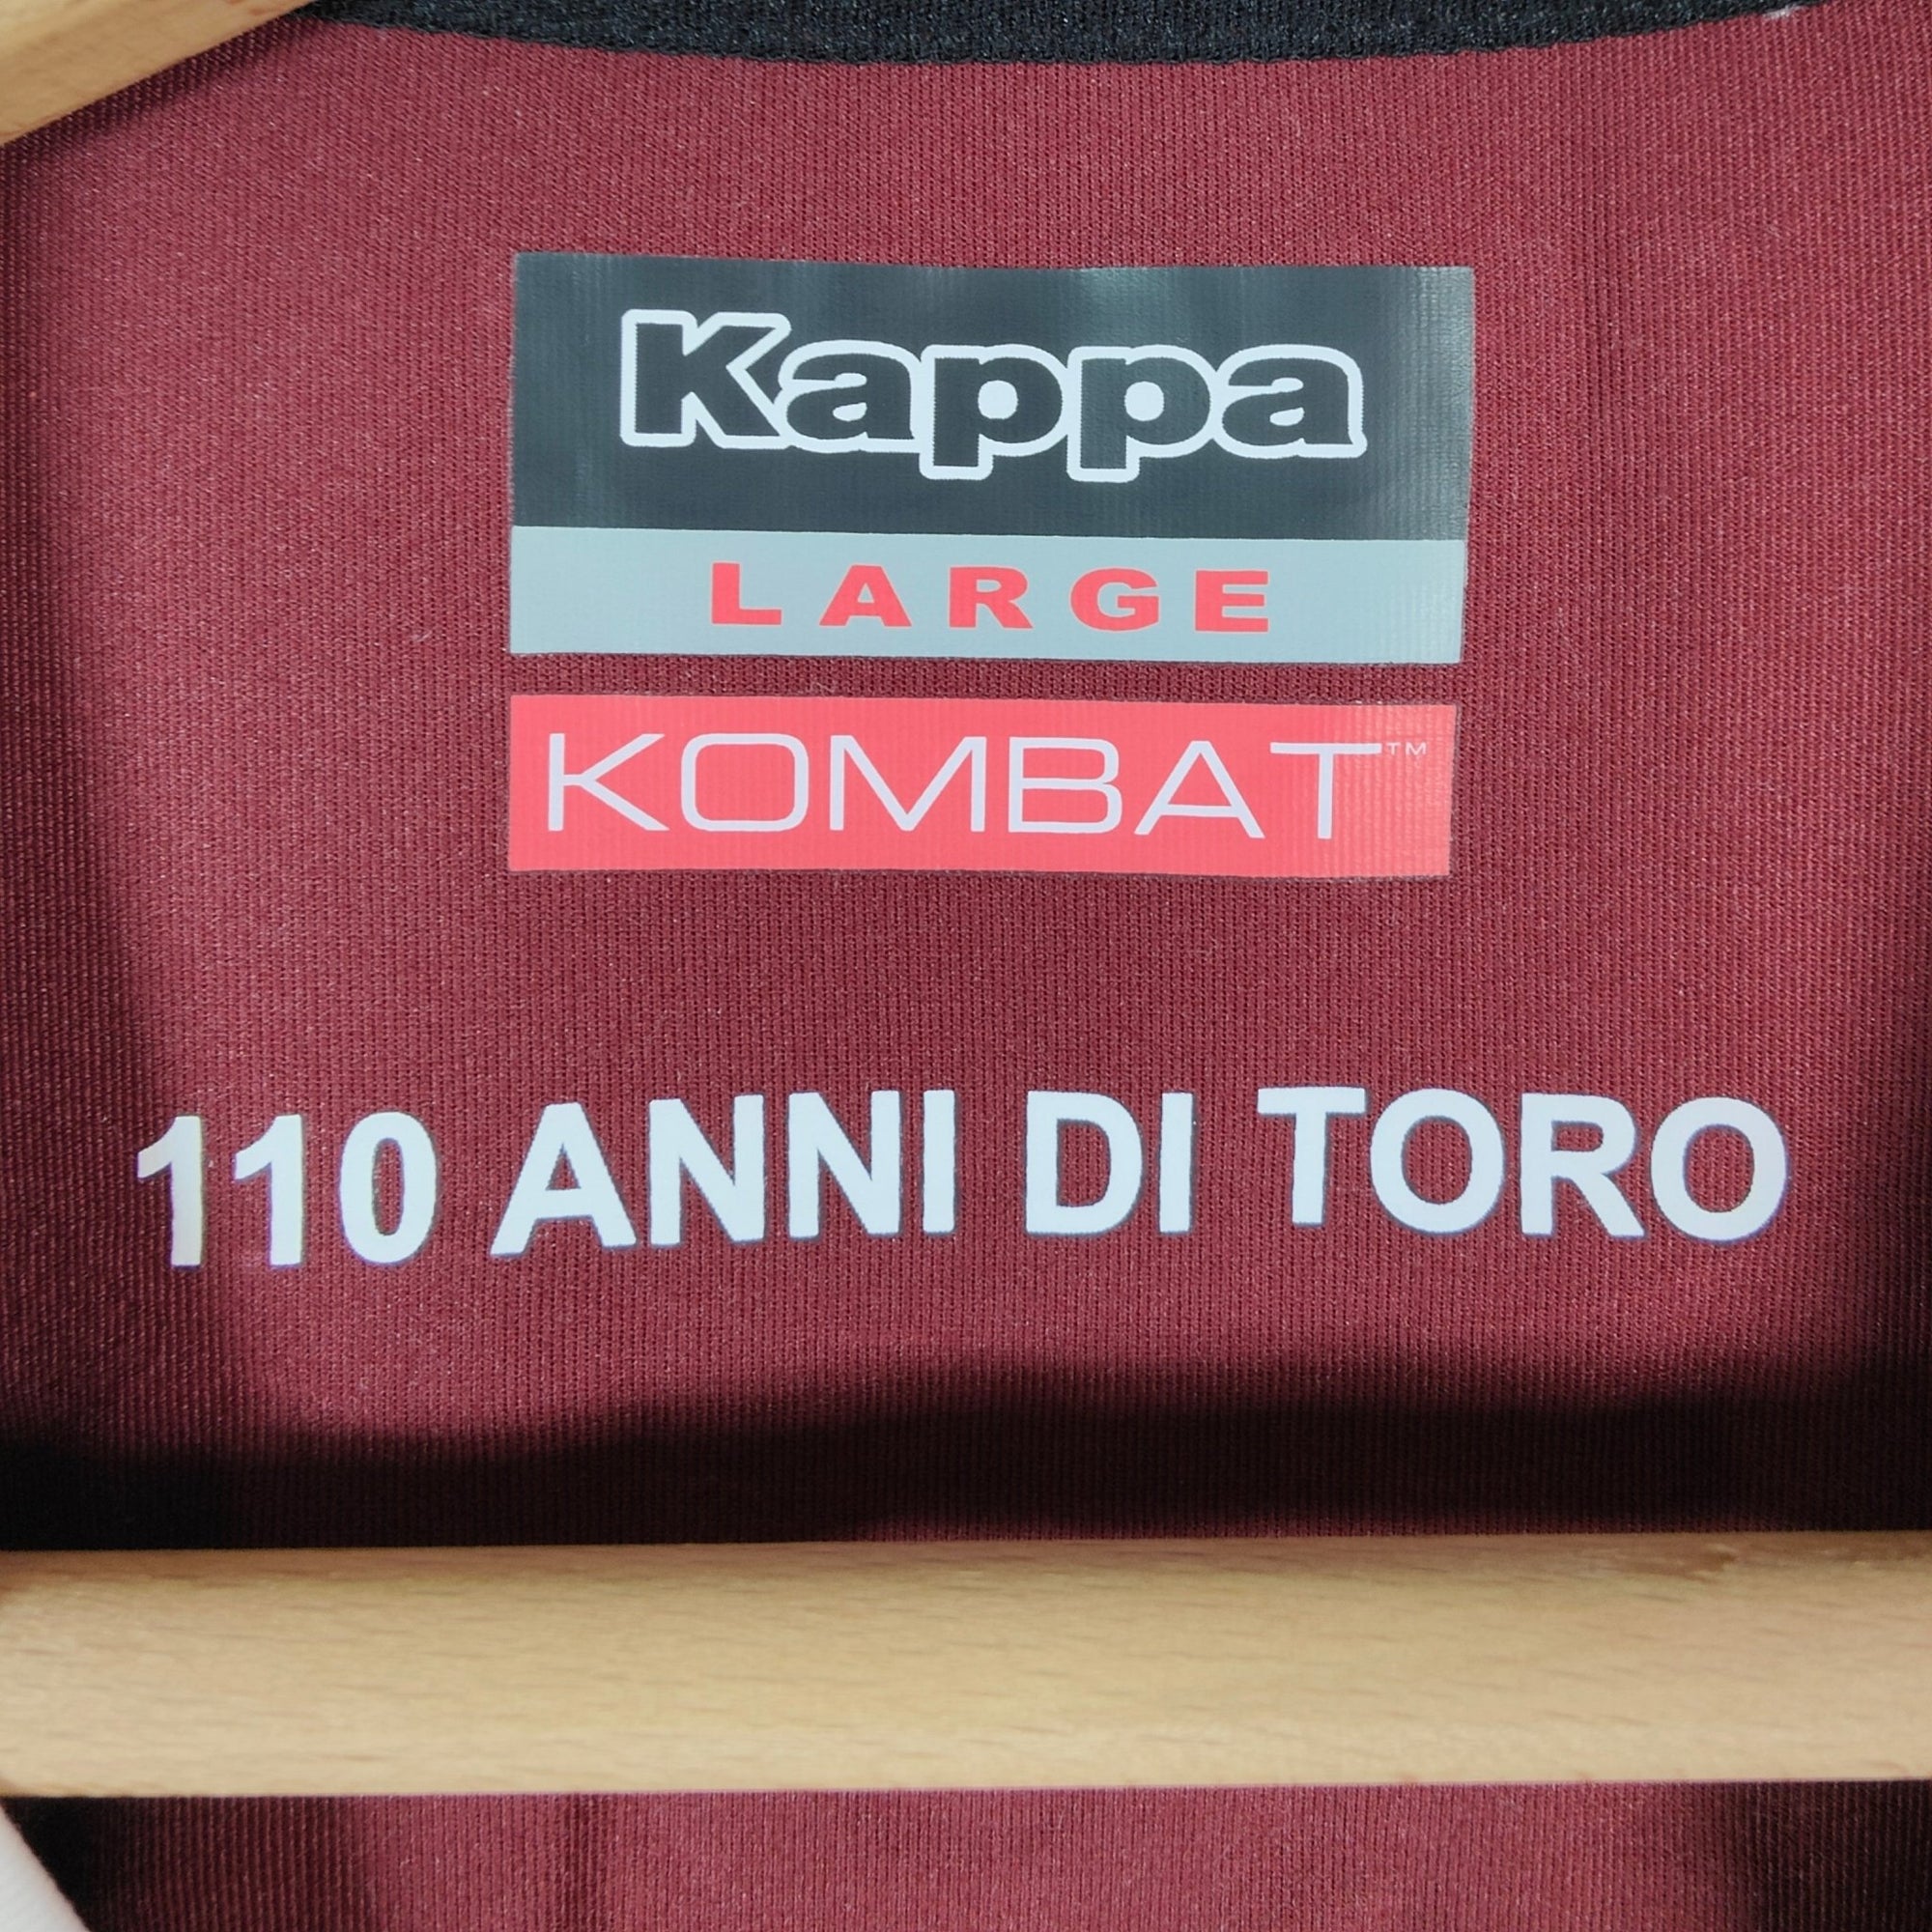 Kappa
LARGE
KOMBAT™
110 ANNI DI TORO